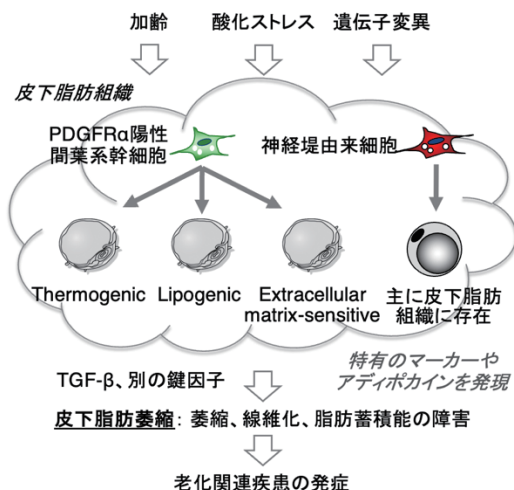 加齢
酸化ストレス
遺伝子変異
皮下脂肪組織
PDGFRα陽性
間葉系幹細胞
神経堤由来細胞
Thermogenic
Lipogenic
Extracellular
matrix-sensitive
主に皮下脂肪
組織に存在
特有のマーカーや
アディポカインを発現
TGF-β、別の鍵因子
皮下脂肪萎縮: 萎縮、線維化、脂肪蓄積能の障害
老化関連疾患の発症